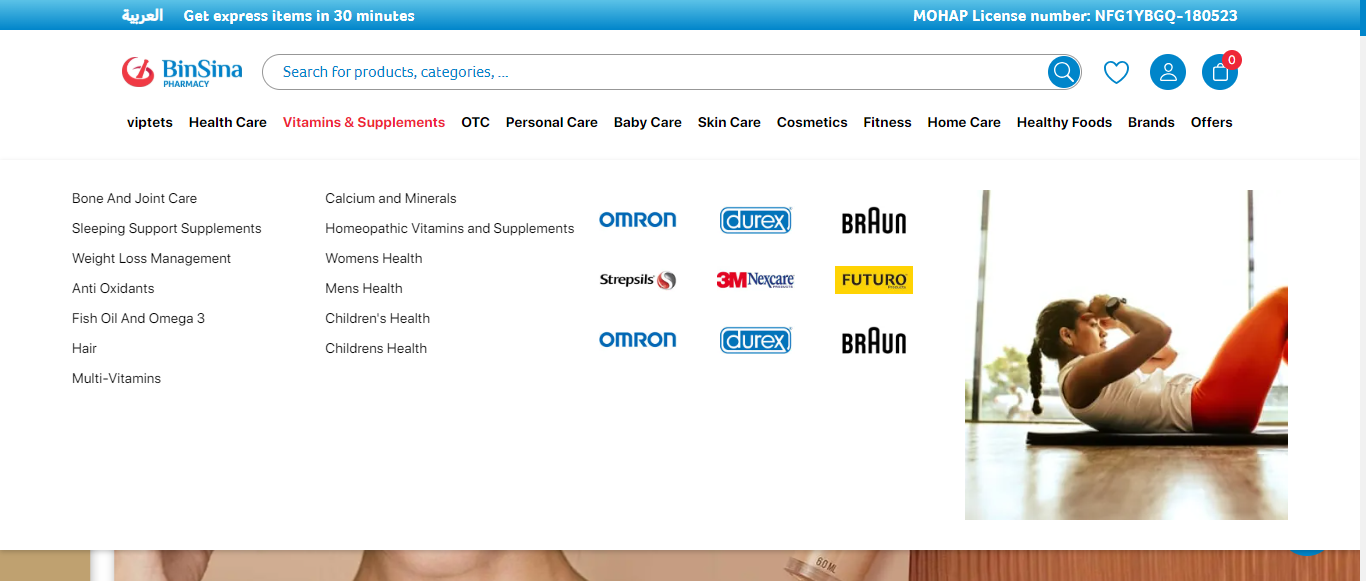 العربية Get express items in 30 minutes MOHAP License number: NFG1YBGQ-180523
BinSina
PHARMACY
Search for products, categories, ...
0
viptets Health Care Vitamins & Supplements OTC Personal Care Baby Care Skin Care Cosmetics Fitness Home Care Healthy Foods Brands Offers
Bone And Joint Care
Sleeping Support Supplements
Weight Loss Management
Anti Oxidants
Fish Oil And Omega 3
Hair
Multi-Vitamins
Calcium and Minerals
Homeopathic Vitamins and Supplements
Womens Health
Mens Health
Children's Health
Childrens Health
OMRON durex BRAUN
Strepsils 3M Nexcare FUTURO
OMRON durex BRAUN
60ML